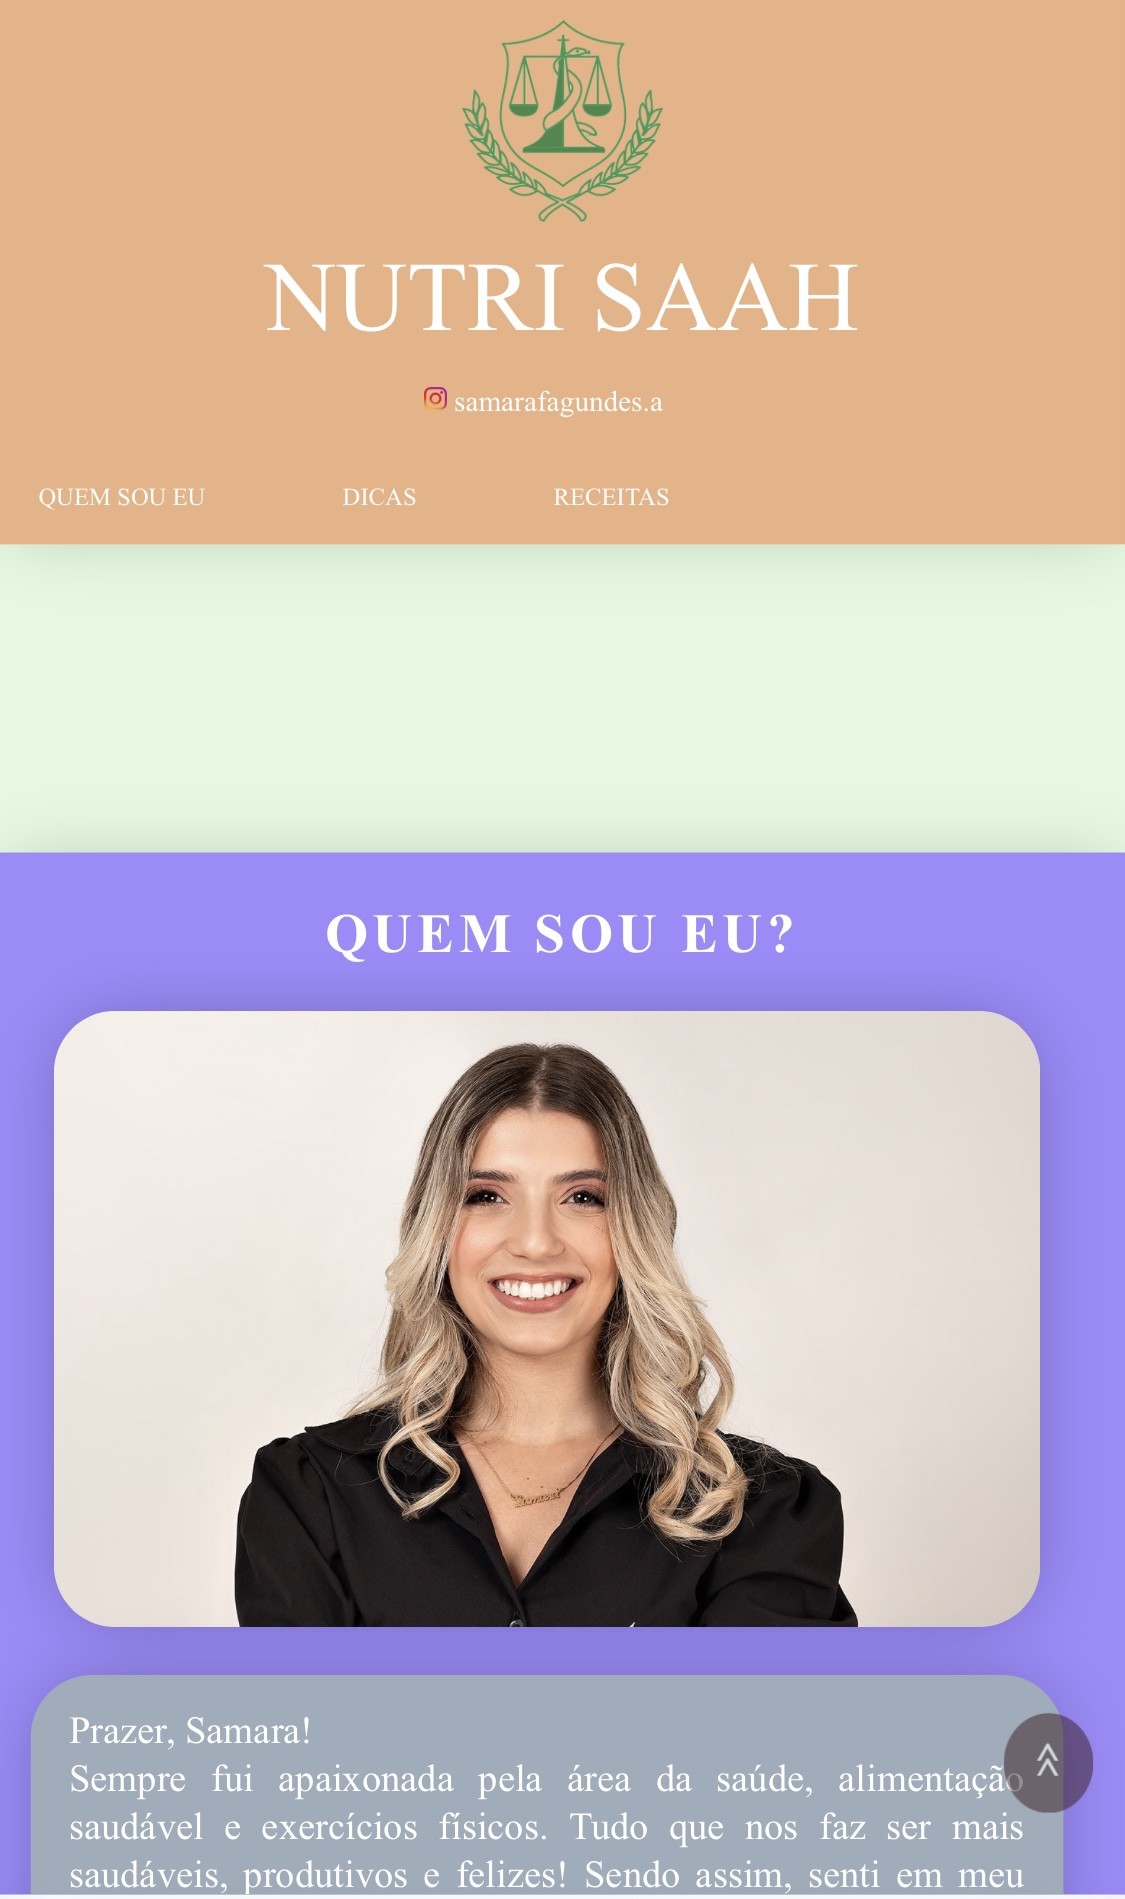 NUTRI SAAH
samarafagundes.a
QUEM SOU EU
DICAS
RECEITAS
QUEM SOU EU?
Prazer, Samara!
Sempre fui apaixonada pela área da saúde, alimentação
saudável e exercícios físicos. Tudo que nos faz ser mais
saudáveis, produtivos e felizes! Sendo assim, senti em meu